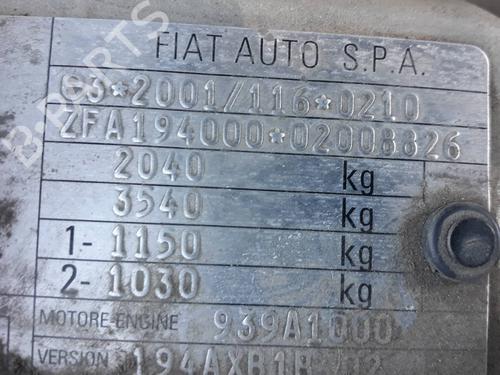 FIAT AUTO S.P.A.
e3*2001/116*0210
ZFA194000*02008826
2040 kg
3540 kg
1- 1150 kg
2- 1030 kg
MOTORE-ENGINE 939A1000
VERSION
B-PARTS